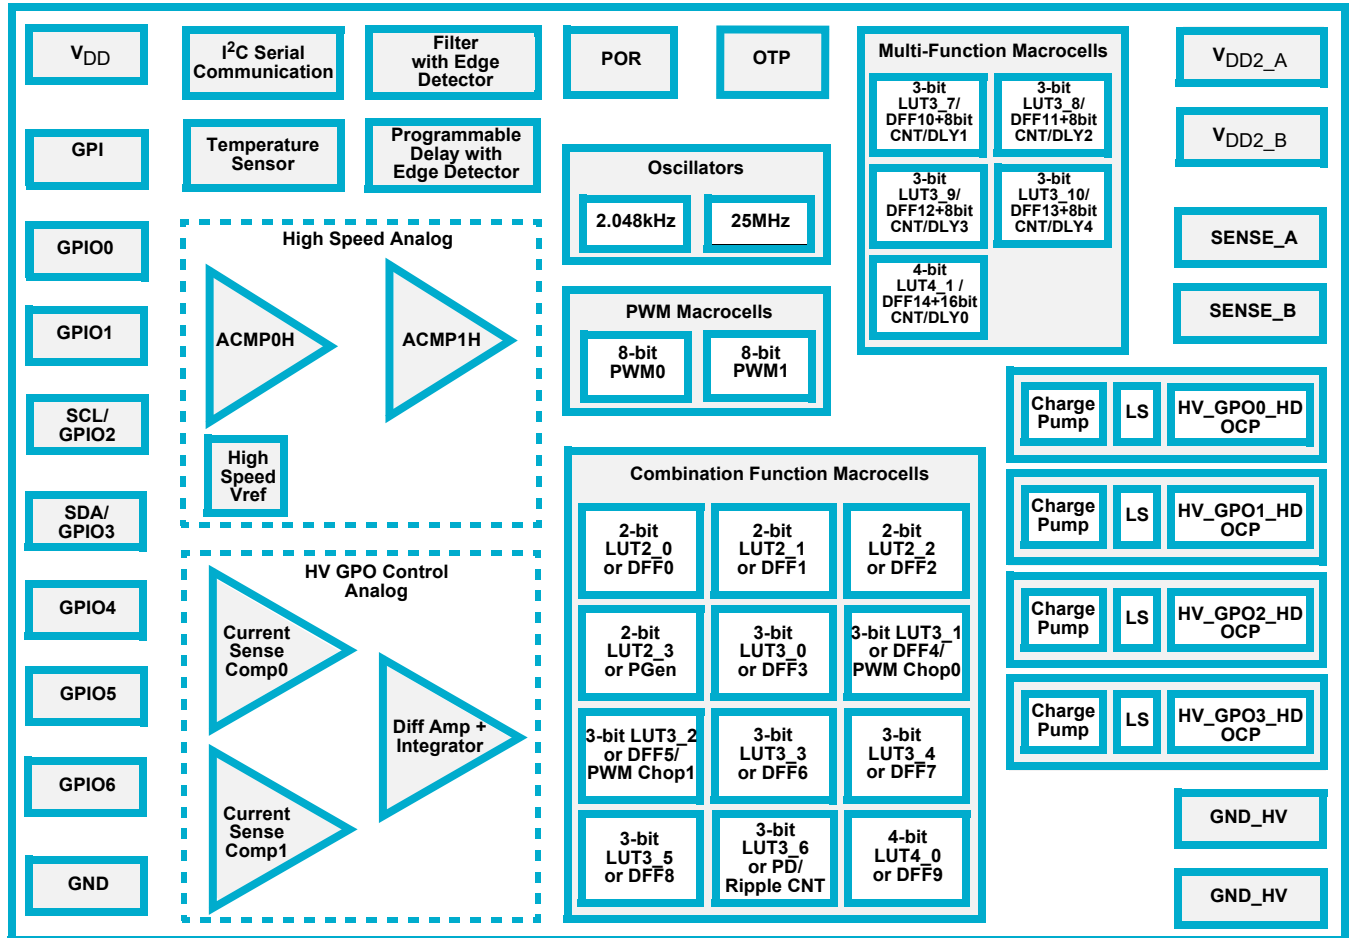 VDD
GPI
GPIO0
GPIO1
SCL/
GPIO2
SDA/
GPIO3
GPIO4
GPIO5
GPIO6
GND
I2C Serial
Communication
Filter
with Edge
Detector
Temperature
Sensor
Programmable
Delay with
Edge Detector
POR
OTP
High Speed Analog
ACMP0H
ACMP1H
High
Speed
Vref
HV GPO Control
Analog
Current
Sense
Comp0
Diff Amp +
Integrator
Current
Sense
Comp1
Oscillators
2.048kHz
25MHz
PWM Macrocells
8-bit
PWM0
8-bit
PWM1
Combination Function Macrocells
2-bit
LUT2_0
or DFF0
2-bit
LUT2_1
or DFF1
2-bit
LUT2_2
or DFF2
2-bit
LUT2_3
or PGen
3-bit
LUT3_0
or DFF3
3-bit LUT3_1
or DFF4/
PWM Chop0
3-bit LUT3_2
or DFF5/
PWM Chop1
3-bit
LUT3_3
or DFF6
3-bit
LUT3_4
or DFF7
3-bit
LUT3_5
or DFF8
3-bit
LUT3_6
or PD/
Ripple CNT
4-bit
LUT4_0
or DFF9
Multi-Function Macrocells
3-bit
LUT3_7/
DFF10+8bit
CNT/DLY1
3-bit
LUT3_8/
DFF11+8bit
CNT/DLY2
3-bit
LUT3_9/
DFF12+8bit
CNT/DLY3
3-bit
LUT3_10/
DFF13+8bit
CNT/DLY4
4-bit
LUT4_1 /
DFF14+16bit
CNT/DLY0
VDD2_A
VDD2_B
SENSE_A
SENSE_B
Charge
Pump
LS
HV_GPO0_HD
OCP
Charge
Pump
LS
HV_GPO1_HD
OCP
Charge
Pump
LS
HV_GPO2_HD
OCP
Charge
Pump
LS
HV_GPO3_HD
OCP
GND_HV
GND_HV